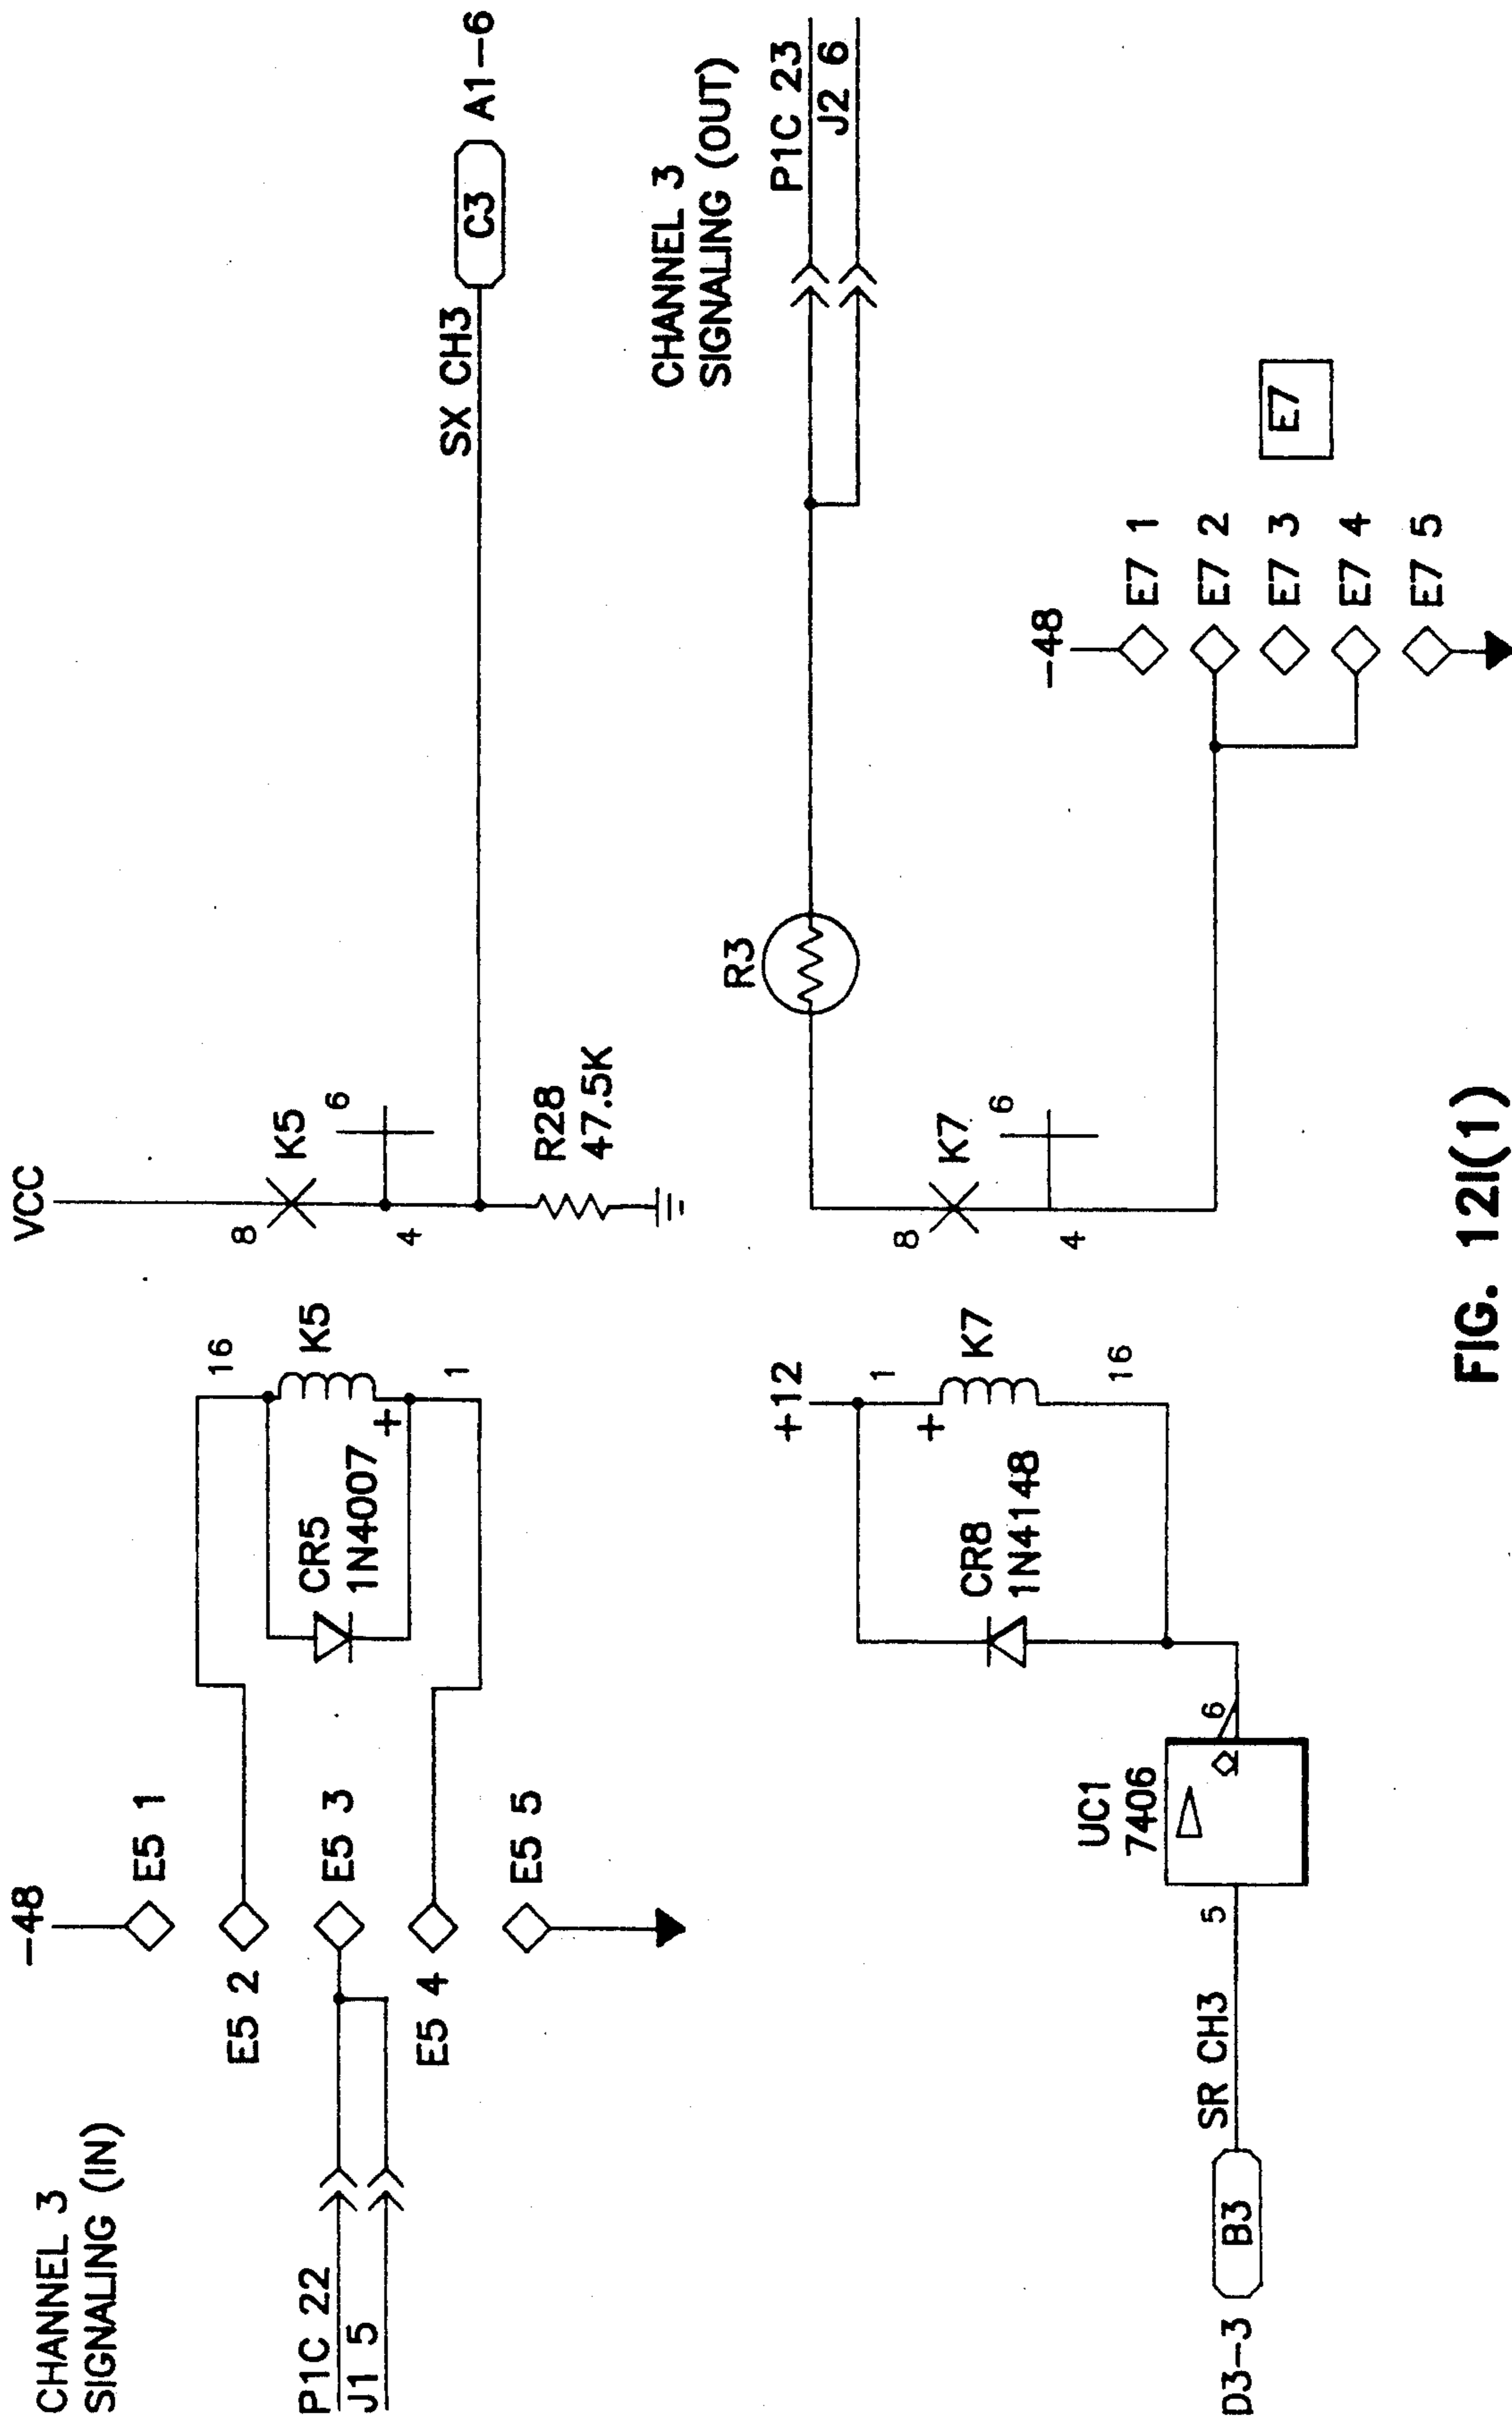 CHANNEL 3
SIGNALING (IN)
P1C 22
J1 5
-48
E5 1
E5 2
E5 3
E5 4
E5 5
16
K5
+
1
CR5
1N4007
VCC
8
K5
6
4
R28
47.5K
SX CH3
C3
A1-6
D3-3
B3
SR CH3
5
UC1
7406
6
CR8
1N4148
+12
1
+
K7
16
8
K7
6
4
R3
CHANNEL 3
SIGNALING (OUT)
P1C 23
J2 6
-48
E7 1
E7 2
E7 3
E7 4
E7 5
E7
FIG. 12I(1)